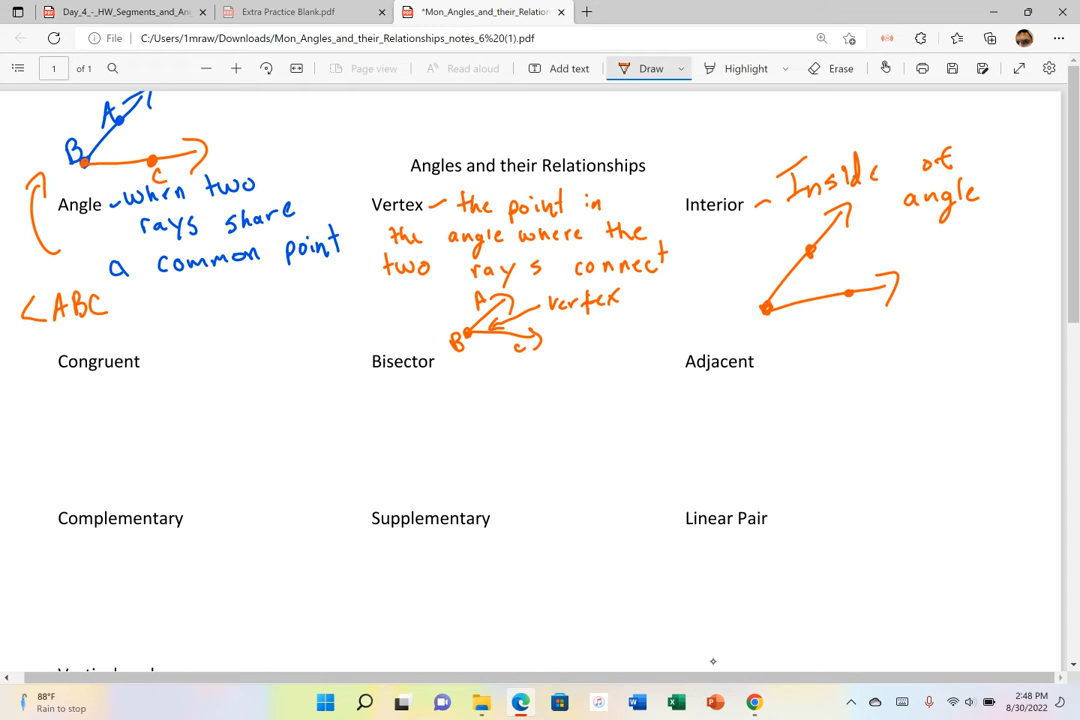 Day_4_-_HW_Segments_and_An
Extra Practice Blank.pdf
*Mon_Angles_and_their_Relation
File C:/Users/1mraw/Downloads/Mon_Angles_and_their_Relationships_notes_6%20(1).pdf
1 of 1 Page view Read aloud Add text Draw Highlight Erase
A
B
C
Angles and their Relationships
Angle - when two
rays share
a common point
∠ABC
Vertex - the point in
the angle where the
two rays connect
A vertex
B C
Interior - Inside of
angle
Congruent Bisector Adjacent
Complementary Supplementary Linear Pair
88°F
Rain to stop
2:48 PM
8/30/2022